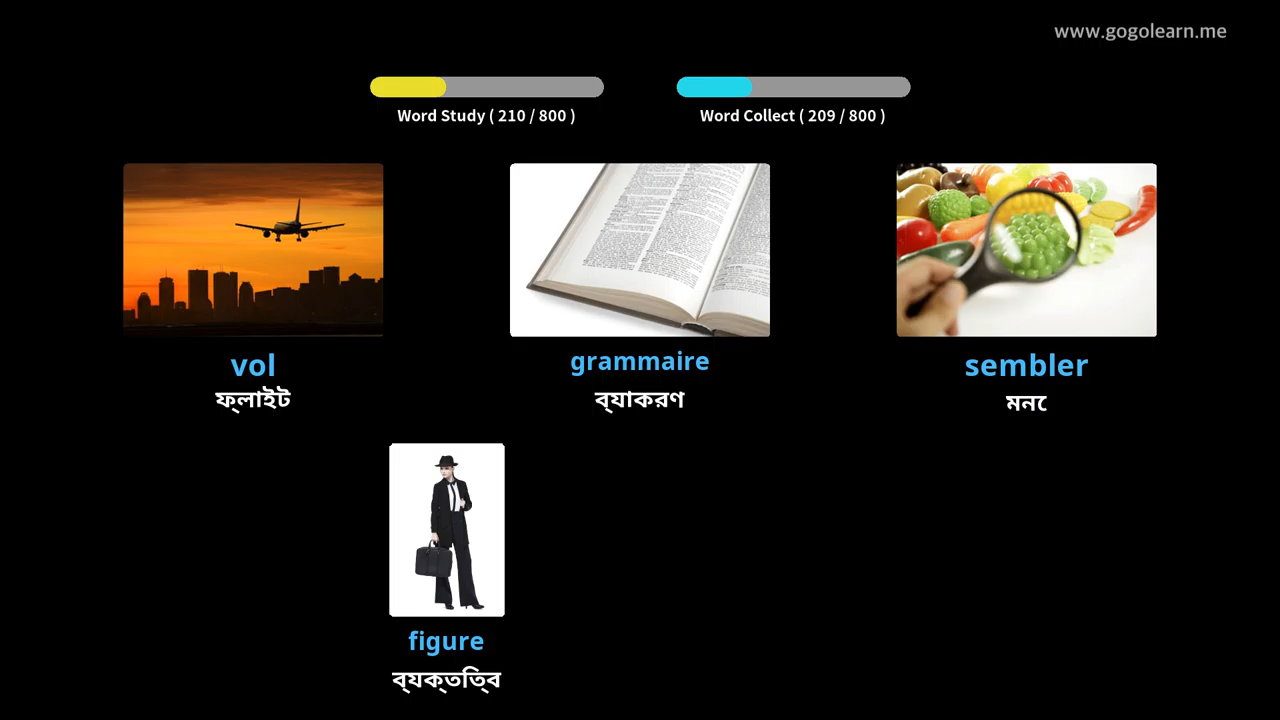 www.gogolearn.me
Word Study ( 210 / 800 )
Word Collect ( 209 / 800 )
vol
ফ্লাইট
grammaire
ব্যাকরণ
sembler
মনে
figure
ব্যক্তিত্ব